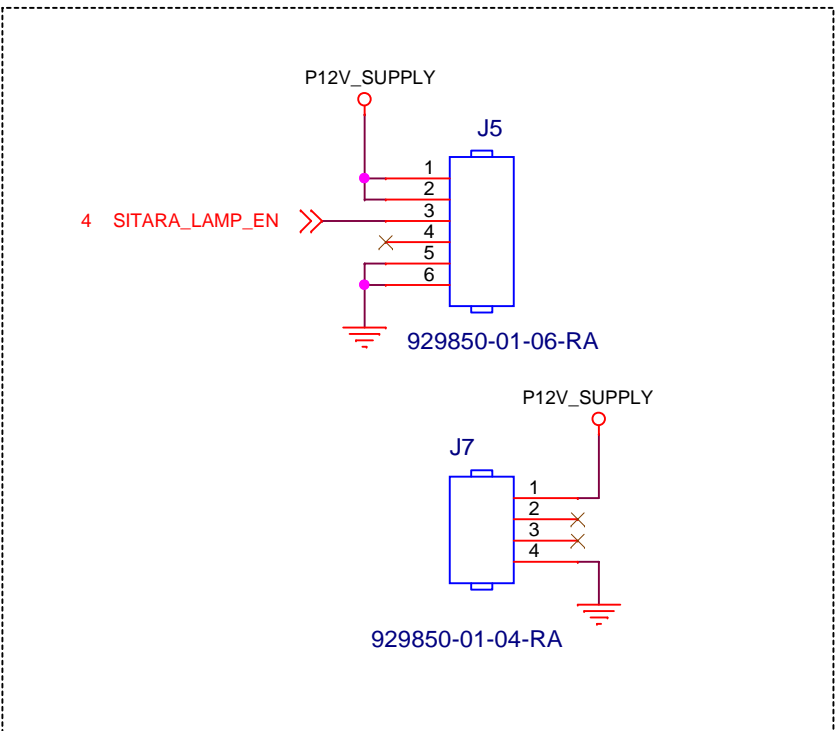 P12V_SUPPLY
J5
1
2
4 SITARA_LAMP_EN 3
4
5
6
929850-01-06-RA
P12V_SUPPLY
J7
1
2
3
4
929850-01-04-RA